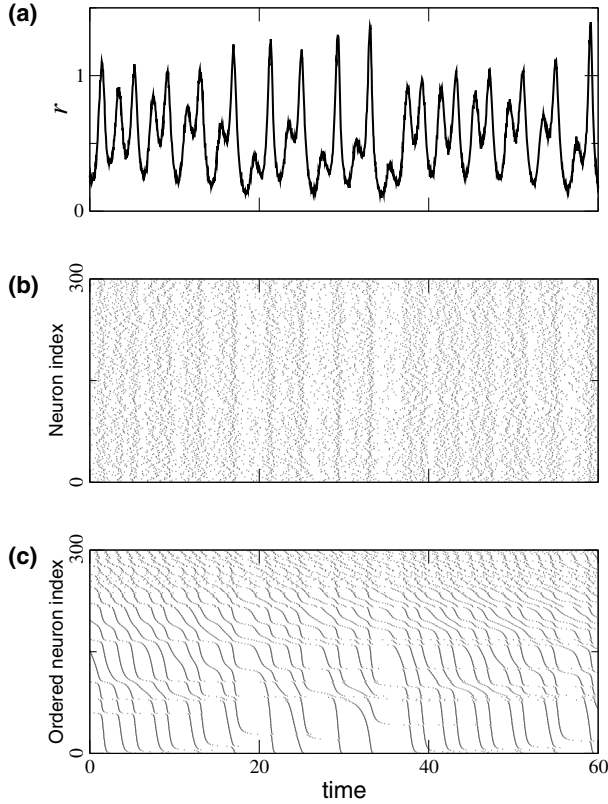 (a)
1
r
0
(b)
300
Neuron index
0
(c)
300
Ordered neuron index
0
0
20
40
60
time